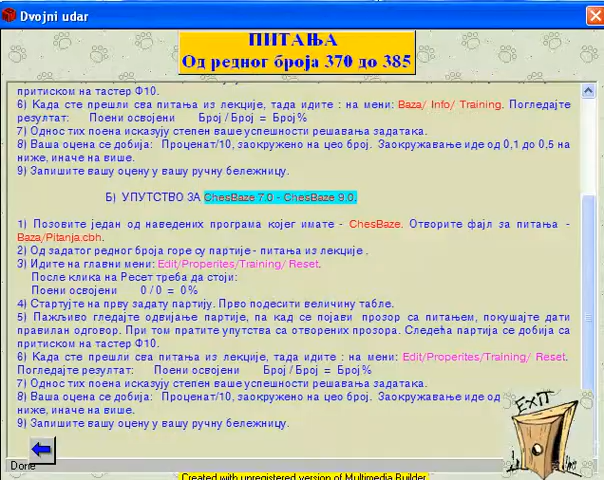 Dvojni udar
ПИТАЊА
Од редног броја 370 до 385
притиском на тастер Ф10.
6) Када сте прешли сва питања из лекције, тада идите : на мени: Baza/ Info/ Training. Погледајте
резултат: Поени освојени Број / Број = Број%
7) Однос тих поена исказују степен ваше успешности решавања задатака.
8) Ваша оцена се добија: Проценат/10, заокружено на цео број. Заокружавање иде од 0,1 до 0,5 на
ниже, иначе на више.
9) Запишите вашу оцену у вашу ручну бележницу.
Б) УПУТСТВО ЗА ChesBaze 7.0 - ChesBaze 9.0.
1) Позовите један од наведених програма којег имате - ChesBaze. Отворите фајл за питања -
Baza/Pitanja.cbh.
2) Од задатог редног броја горе су партије - питања из лекције .
3) Идите на главни мени: Edit/Properites/Training/ Reset.
После клика на Ресет треба да стоји:
Поени освојени 0 / 0 = 0%
4) Стартујте на прву задату партију. Прво подесити величину табле.
5) Пажљиво гледајте одвијање партије, па кад се појави прозор са питањем, покушајте дати
правилан одговор. При том пратите упутства са отворених прозора. Следећа партија се добија са
притиском на тастер Ф10.
6) Када сте прешли сва питања из лекције, тада идите : на мени: Edit/Properites/Training/ Reset.
Погледајте резултат: Поени освојени Број / Број = Број%
7) Однос тих поена исказују степен ваше успешности решавања задатака.
8) Ваша оцена се добија: Проценат/10, заокружено на цео број. Заокружавање иде од
ниже, иначе на више.
9) Запишите вашу оцену у вашу ручну бележницу.
EXIT
Done
Created with unregistered version of Multimedia Builder